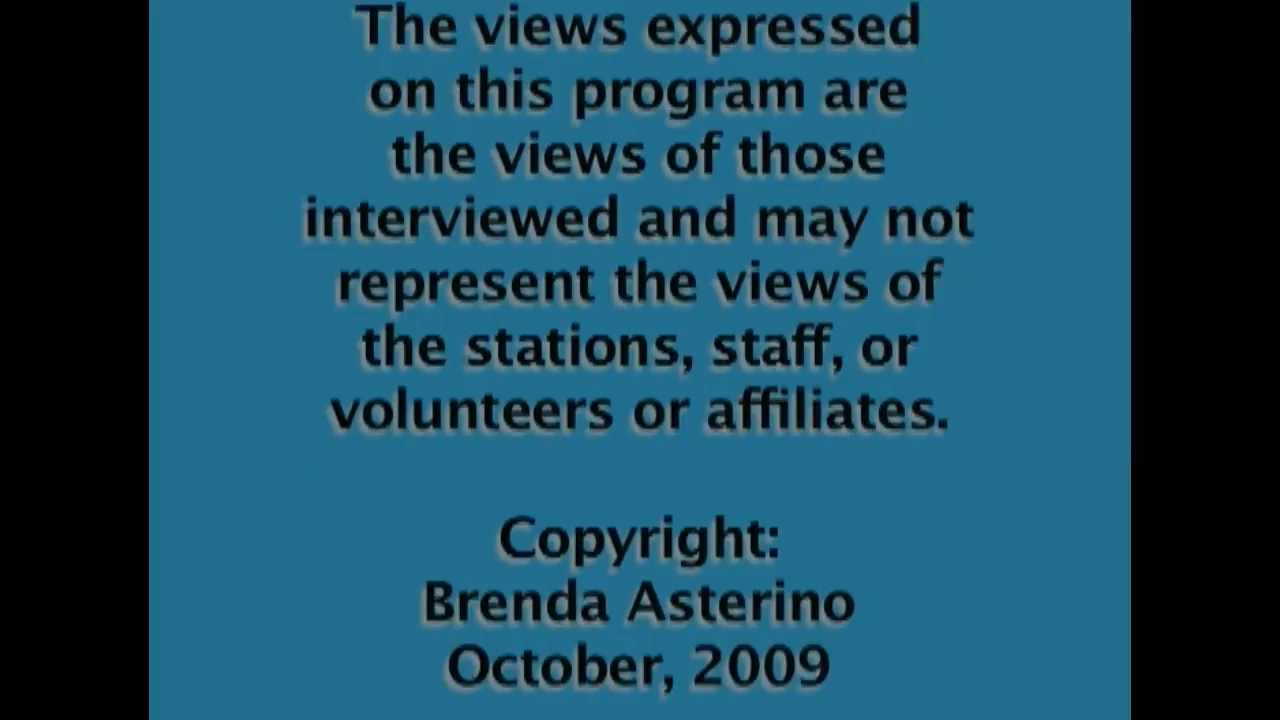 The views expressed
on this program are
the views of those
interviewed and may not
represent the views of
the stations, staff, or
volunteers or affiliates.
Copyright:
Brenda Asterino
October, 2009